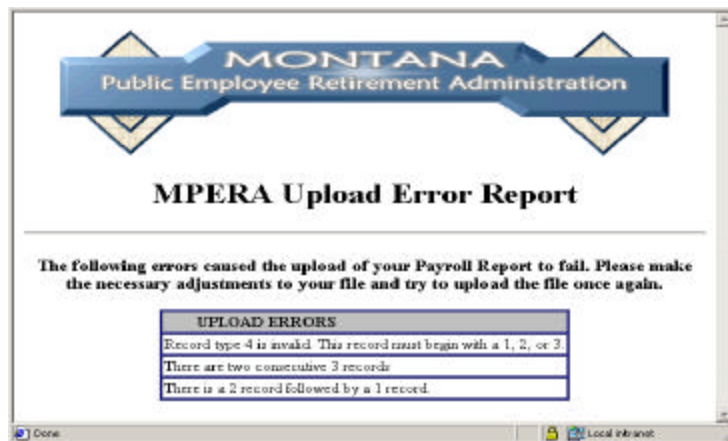 MONTANA
Public Employee Retirement Administration
MPERA Upload Error Report
The following errors caused the upload of your Payroll Report to fail. Please make
the necessary adjustments to your file and try to upload the file once again.
UPLOAD ERRORS
Record type 4 is invalid. This record must begin with a 1, 2, or 3.
There are two consecutive 3 records
There is a 2 record followed by a 1 record.
Done
Local intranet